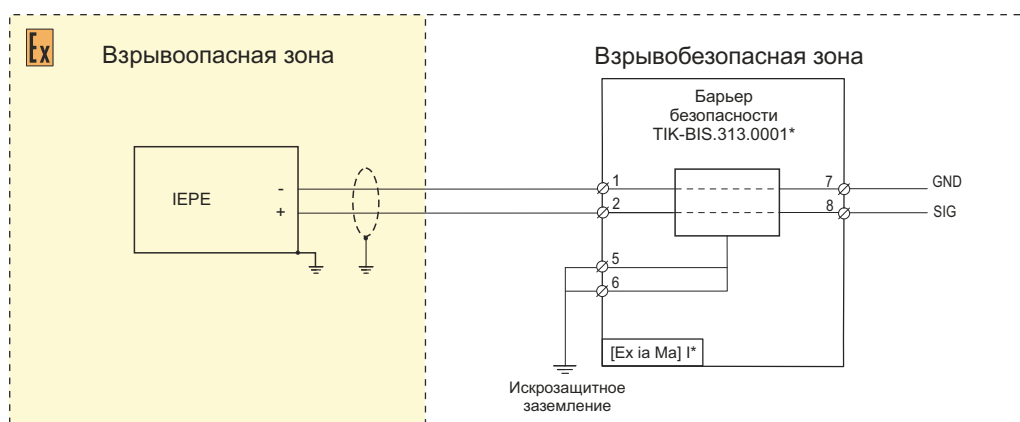 Ex
Взрывоопасная зона
Взрывобезопасная зона
Барьер
безопасности
TIK-BIS.313.0001*
IEPE
-
+
1
2
7
8
GND
SIG
5
6
[Ex ia Ma] I*
Искрозащитное
заземление